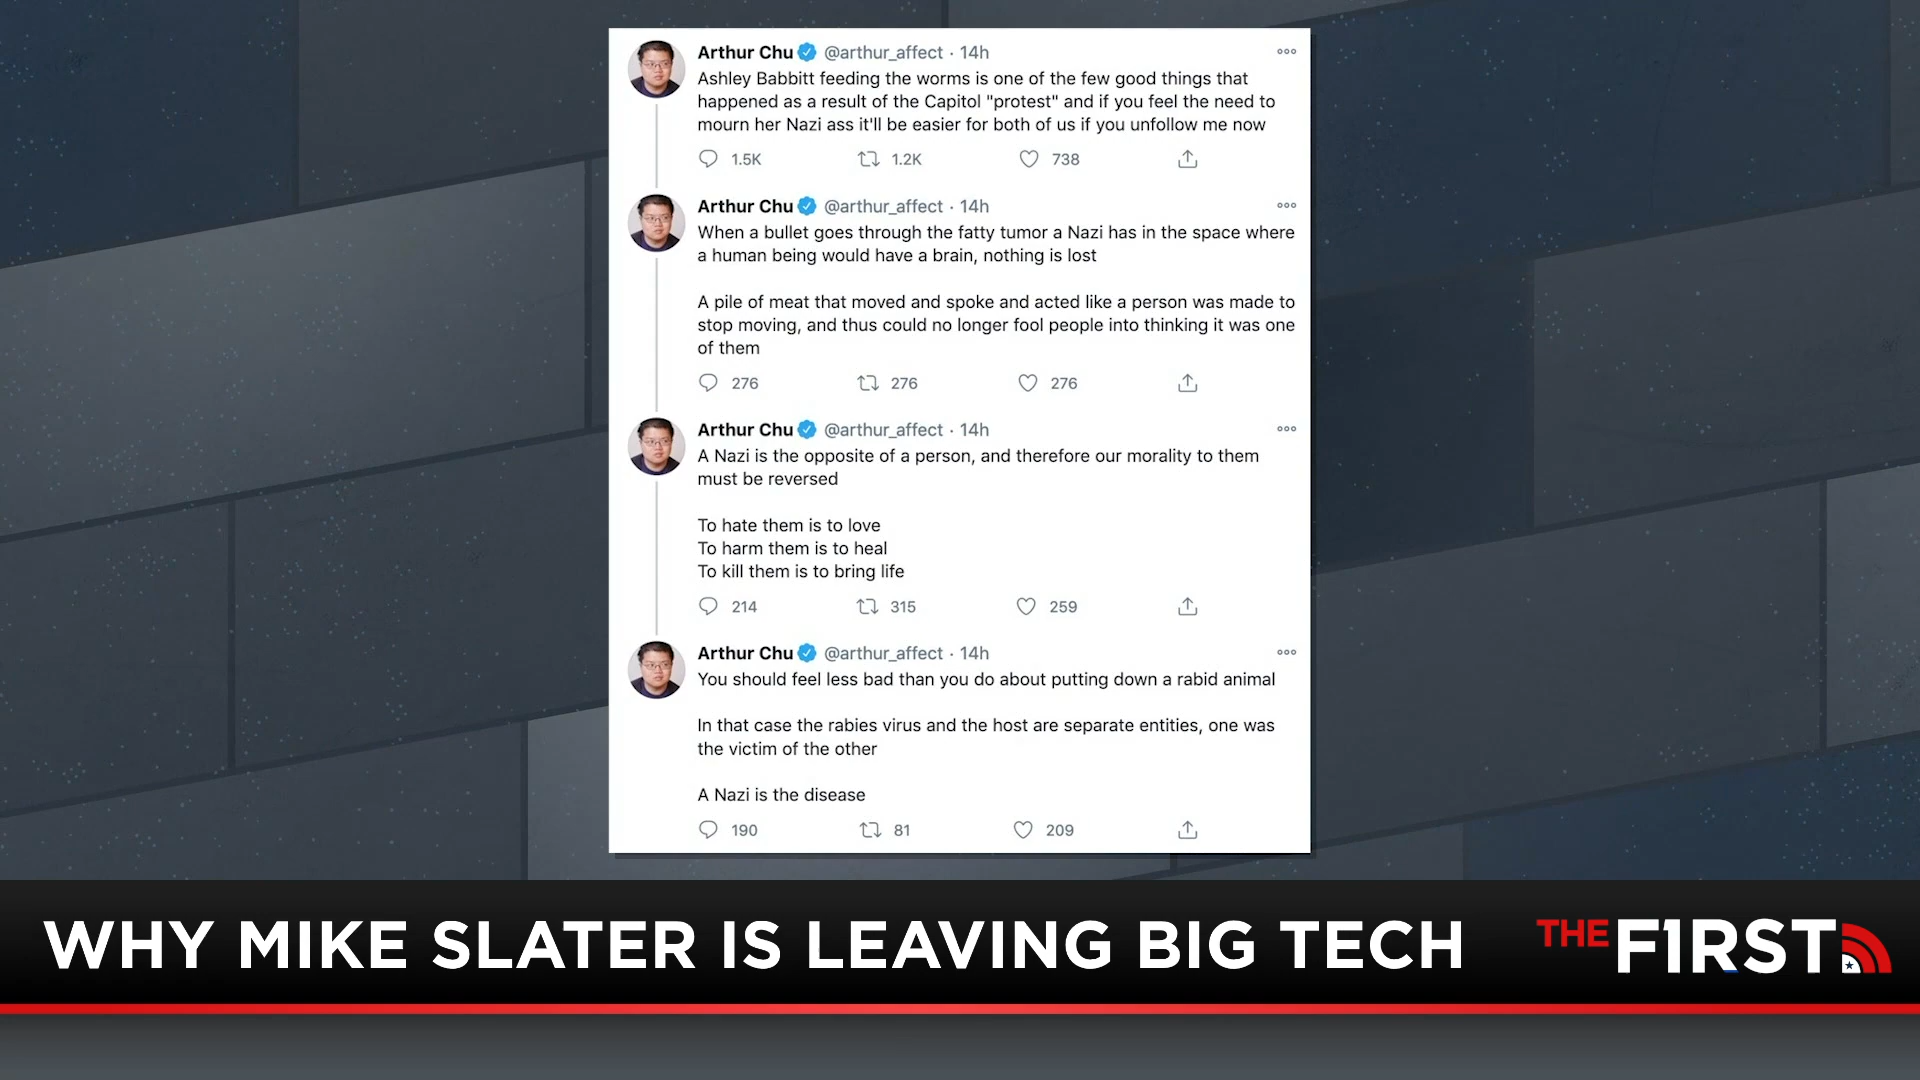 Arthur Chu @arthur_affect · 14h
Ashley Babbitt feeding the worms is one of the few good things that
happened as a result of the Capitol "protest" and if you feel the need to
mourn her Nazi ass it'll be easier for both of us if you unfollow me now
1.5K 1.2K 738
Arthur Chu @arthur_affect · 14h
When a bullet goes through the fatty tumor a Nazi has in the space where
a human being would have a brain, nothing is lost
A pile of meat that moved and spoke and acted like a person was made to
stop moving, and thus could no longer fool people into thinking it was one
of them
276 276 276
Arthur Chu @arthur_affect · 14h
A Nazi is the opposite of a person, and therefore our morality to them
must be reversed
To hate them is to love
To harm them is to heal
To kill them is to bring life
214 315 259
Arthur Chu @arthur_affect · 14h
You should feel less bad than you do about putting down a rabid animal
In that case the rabies virus and the host are separate entities, one was
the victim of the other
A Nazi is the disease
190 81 209
WHY MIKE SLATER IS LEAVING BIG TECH
THE F1RST